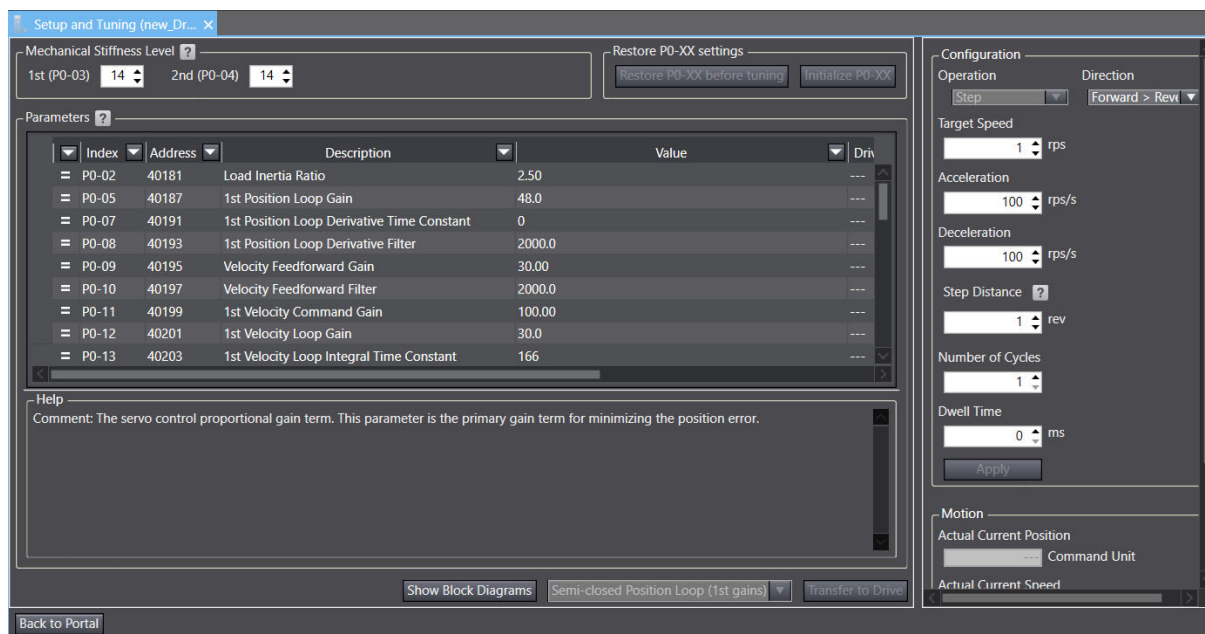 Setup and Tuning (new_Dr... ×
Mechanical Stiffness Level ?
1st (P0-03) 14 2nd (P0-04) 14
Restore P0-XX settings
Restore P0-XX before tuning Initialize P0-XX
Parameters ?
Index Address Description Value Driv
= P0-02 40181 Load Inertia Ratio 2.50 ---
= P0-05 40187 1st Position Loop Gain 48.0 ---
= P0-07 40191 1st Position Loop Derivative Time Constant 0 ---
= P0-08 40193 1st Position Loop Derivative Filter 2000.0 ---
= P0-09 40195 Velocity Feedforward Gain 30.00 ---
= P0-10 40197 Velocity Feedforward Filter 2000.0 ---
= P0-11 40199 1st Velocity Command Gain 100.00 ---
= P0-12 40201 1st Velocity Loop Gain 30.0 ---
= P0-13 40203 1st Velocity Loop Integral Time Constant 166 ---
Help
Comment: The servo control proportional gain term. This parameter is the primary gain term for minimizing the position error.
Show Block Diagrams Semi-closed Position Loop (1st gains) Transfer to Drive
Configuration
Operation Direction
Step Forward > Reve
Target Speed
1 rps
Acceleration
100 rps/s
Deceleration
100 rps/s
Step Distance ?
1 rev
Number of Cycles
1
Dwell Time
0 ms
Apply
Motion
Actual Current Position
--- Command Unit
Actual Current Speed
Back to Portal